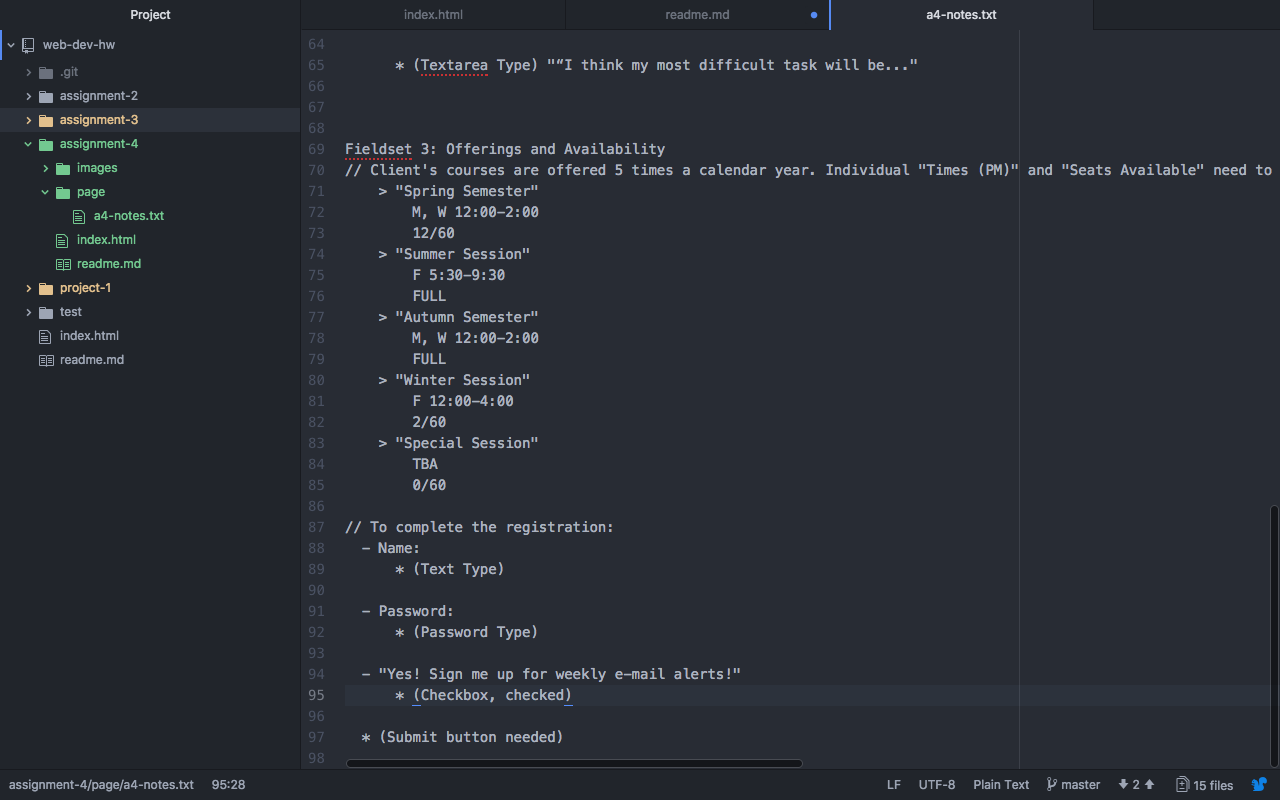 Project
index.html
readme.md
a4-notes.txt
web-dev-hw
.git
assignment-2
assignment-3
assignment-4
images
page
a4-notes.txt
index.html
readme.md
project-1
test
index.html
readme.md
64
65 * (Textarea Type) "“I think my most difficult task will be..."
66
67
68
69 Fieldset 3: Offerings and Availability
70 // Client's courses are offered 5 times a calendar year. Individual "Times (PM)" and "Seats Available" need to
71 > "Spring Semester"
72 M, W 12:00-2:00
73 12/60
74 > "Summer Session"
75 F 5:30-9:30
76 FULL
77 > "Autumn Semester"
78 M, W 12:00-2:00
79 FULL
80 > "Winter Session"
81 F 12:00-4:00
82 2/60
83 > "Special Session"
84 TBA
85 0/60
86
87 // To complete the registration:
88 - Name:
89 * (Text Type)
90
91 - Password:
92 * (Password Type)
93
94 - "Yes! Sign me up for weekly e-mail alerts!"
95 * (Checkbox, checked)
96
97 * (Submit button needed)
98
assignment-4/page/a4-notes.txt 95:28 LF UTF-8 Plain Text master 2 15 files